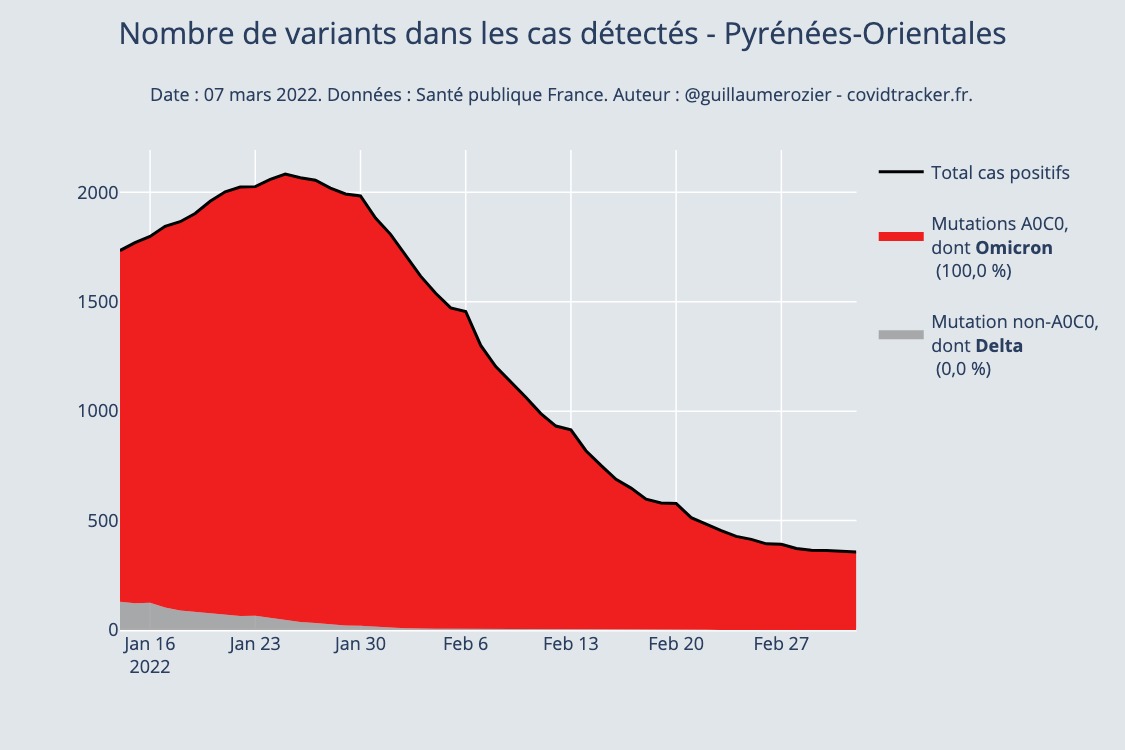 Nombre de variants dans les cas détectés - Pyrénées-Orientales
Date : 07 mars 2022. Données : Santé publique France. Auteur : @guillaumerozier - covidtracker.fr.
Total cas positifs
Mutations A0C0,
dont Omicron
(100,0 %)
Mutation non-A0C0,
dont Delta
(0,0 %)
2000
1500
1000
500
0
Jan 16
2022
Jan 23
Jan 30
Feb 6
Feb 13
Feb 20
Feb 27